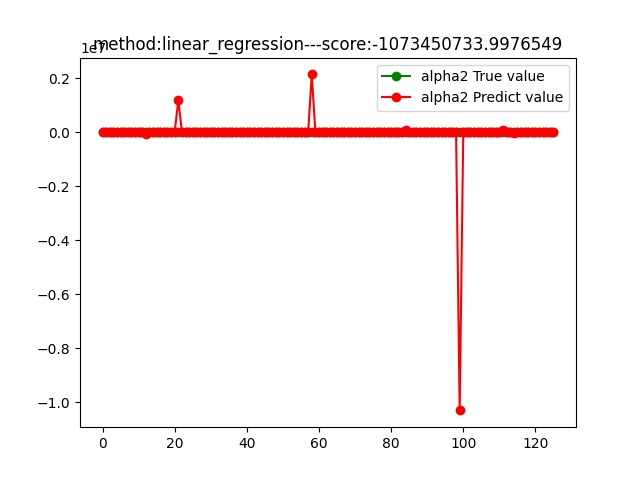 method:linear_regression---score:-1073450733.9976549
1e7
alpha2 True value
alpha2 Predict value
0.2
0.0
−0.2
−0.4
−0.6
−0.8
−1.0
0 20 40 60 80 100 120